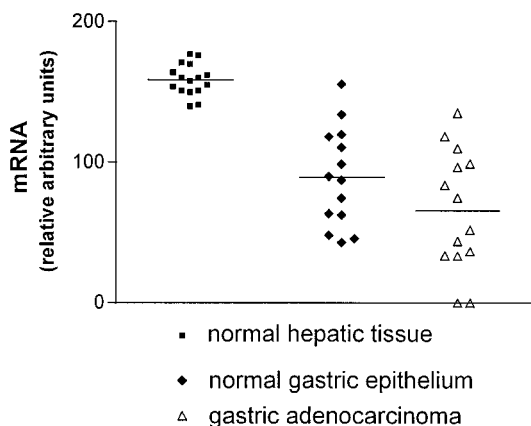 200
100
0
mRNA
(relative arbitrary units)
normal hepatic tissue
normal gastric epithelium
gastric adenocarcinoma